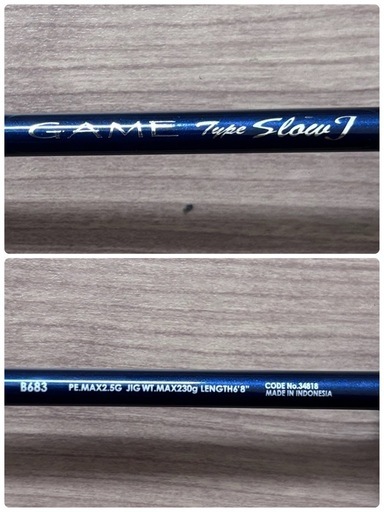 GAME Type Slow J
B683 PE.MAX2.5G JIG WT.MAX230g LENGTH6'8" CODE No.34818
MADE IN INDONESIA